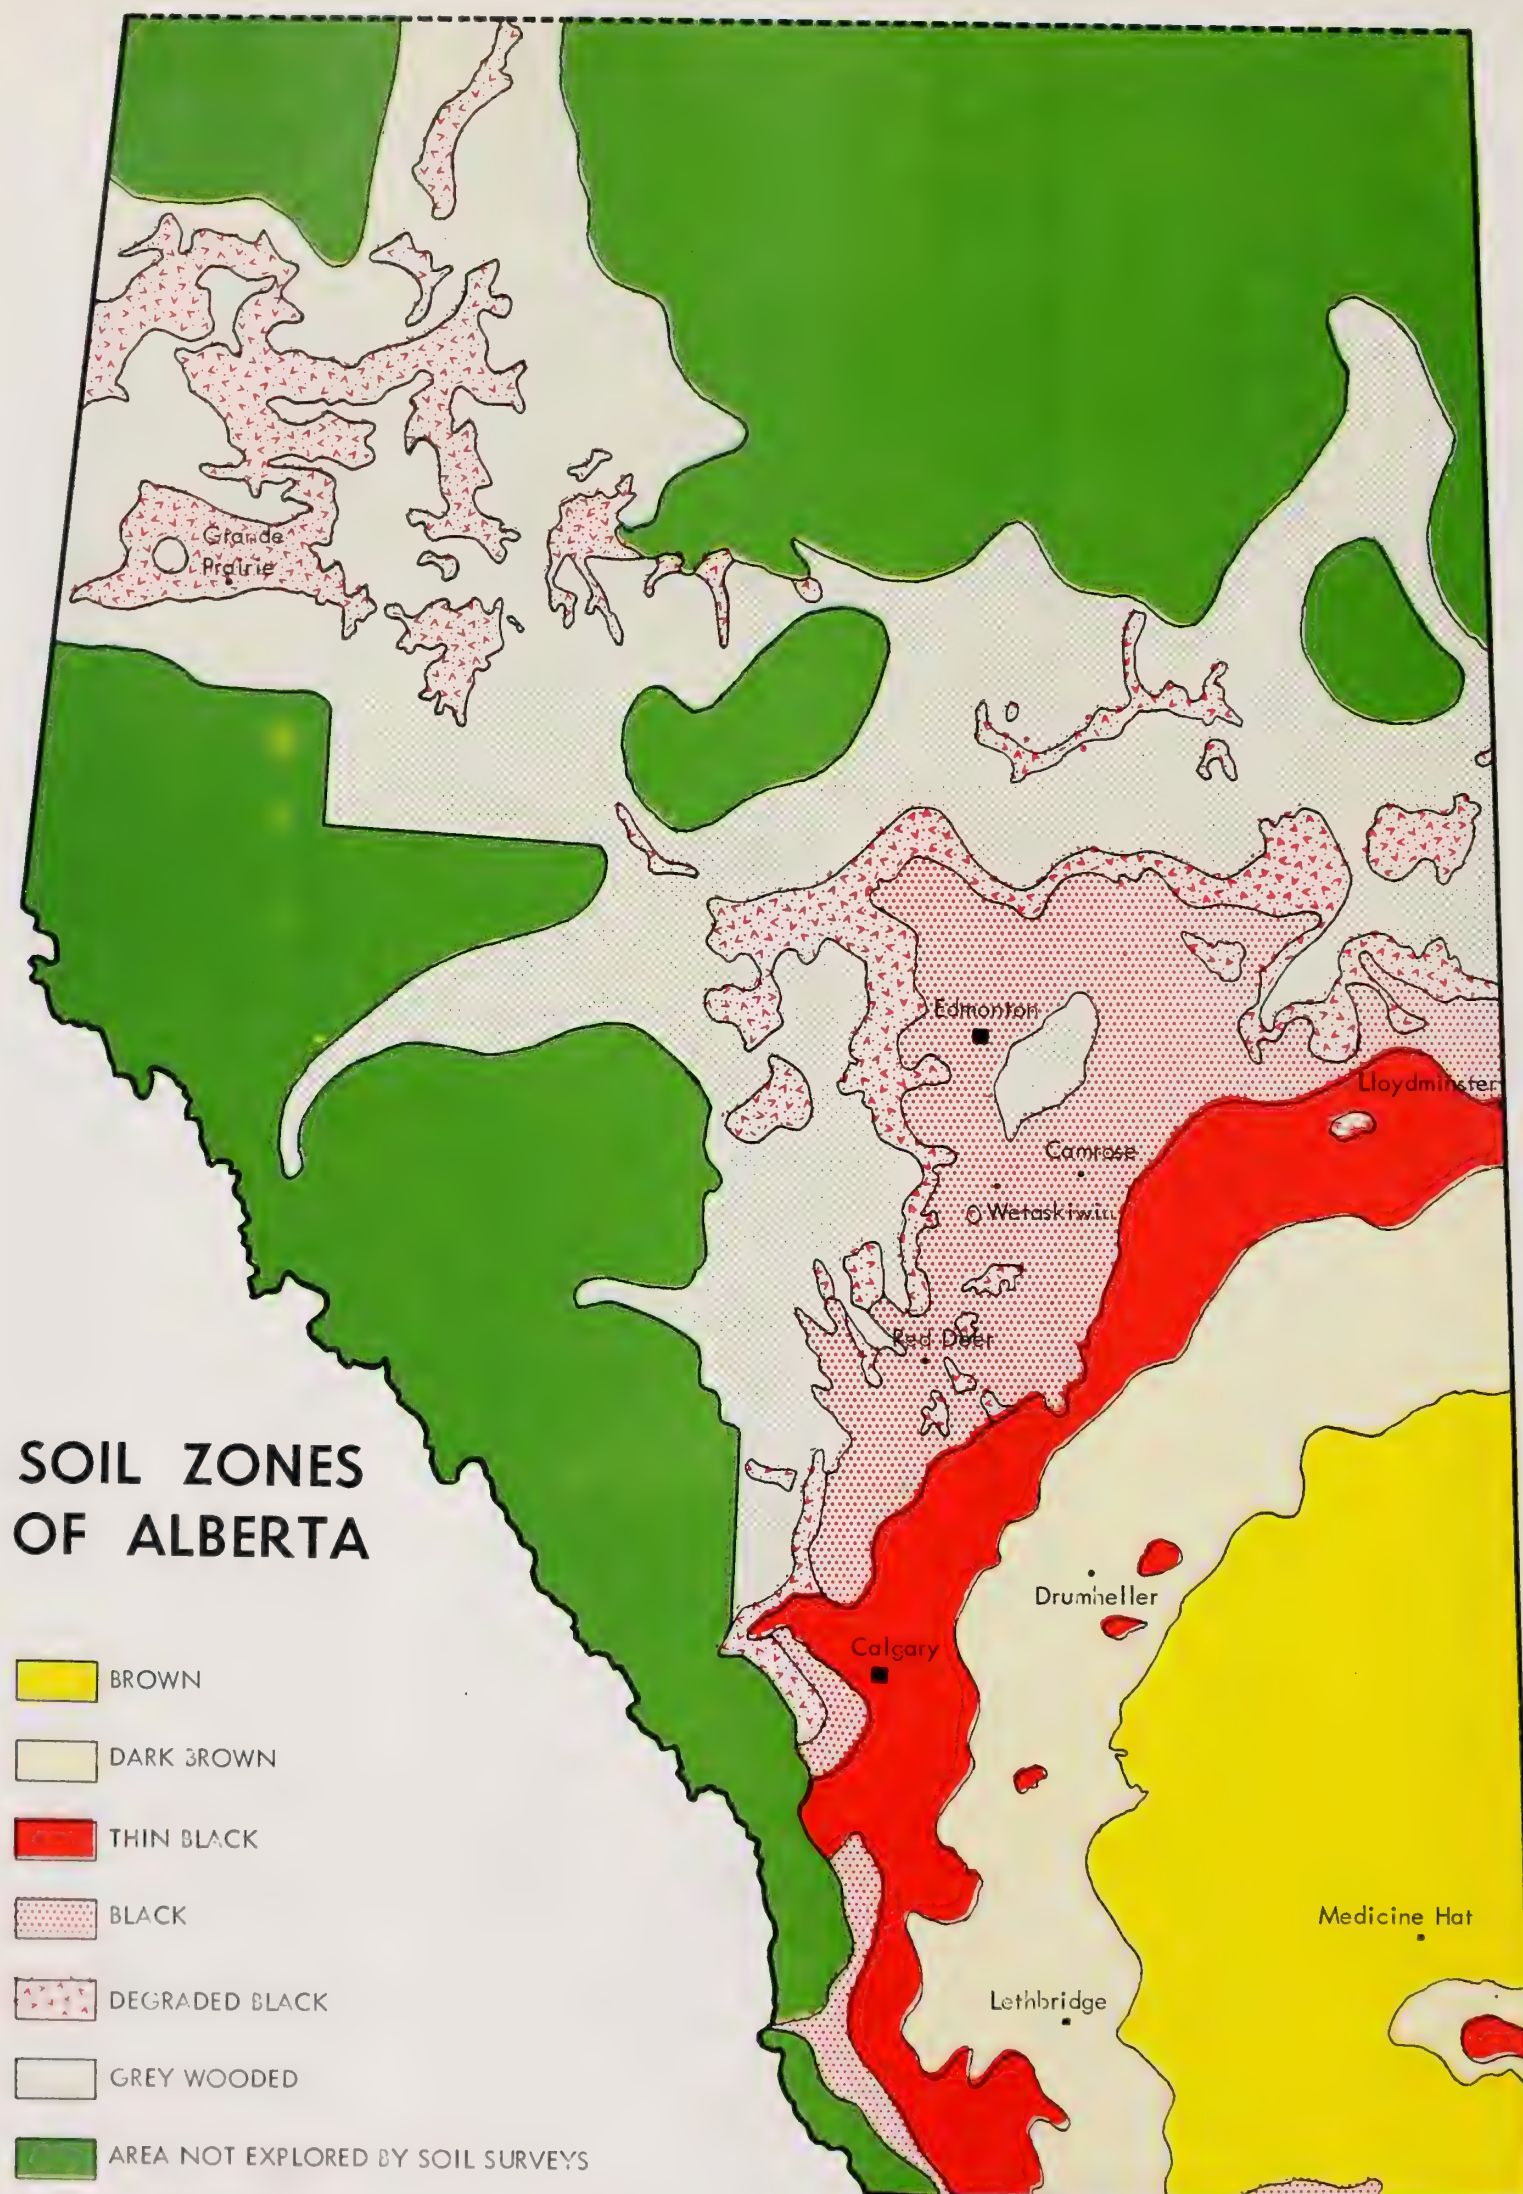 Grande
Prairie
Edmonton
Lloydminster
Camrose
Wetaskiwin
Red Deer
SOIL ZONES
OF ALBERTA
Drumheller
Calgary
BROWN
DARK BROWN
THIN BLACK
BLACK
Medicine Hat
DEGRADED BLACK
Lethbridge
GREY WOODED
AREA NOT EXPLORED BY SOIL SURVEYS